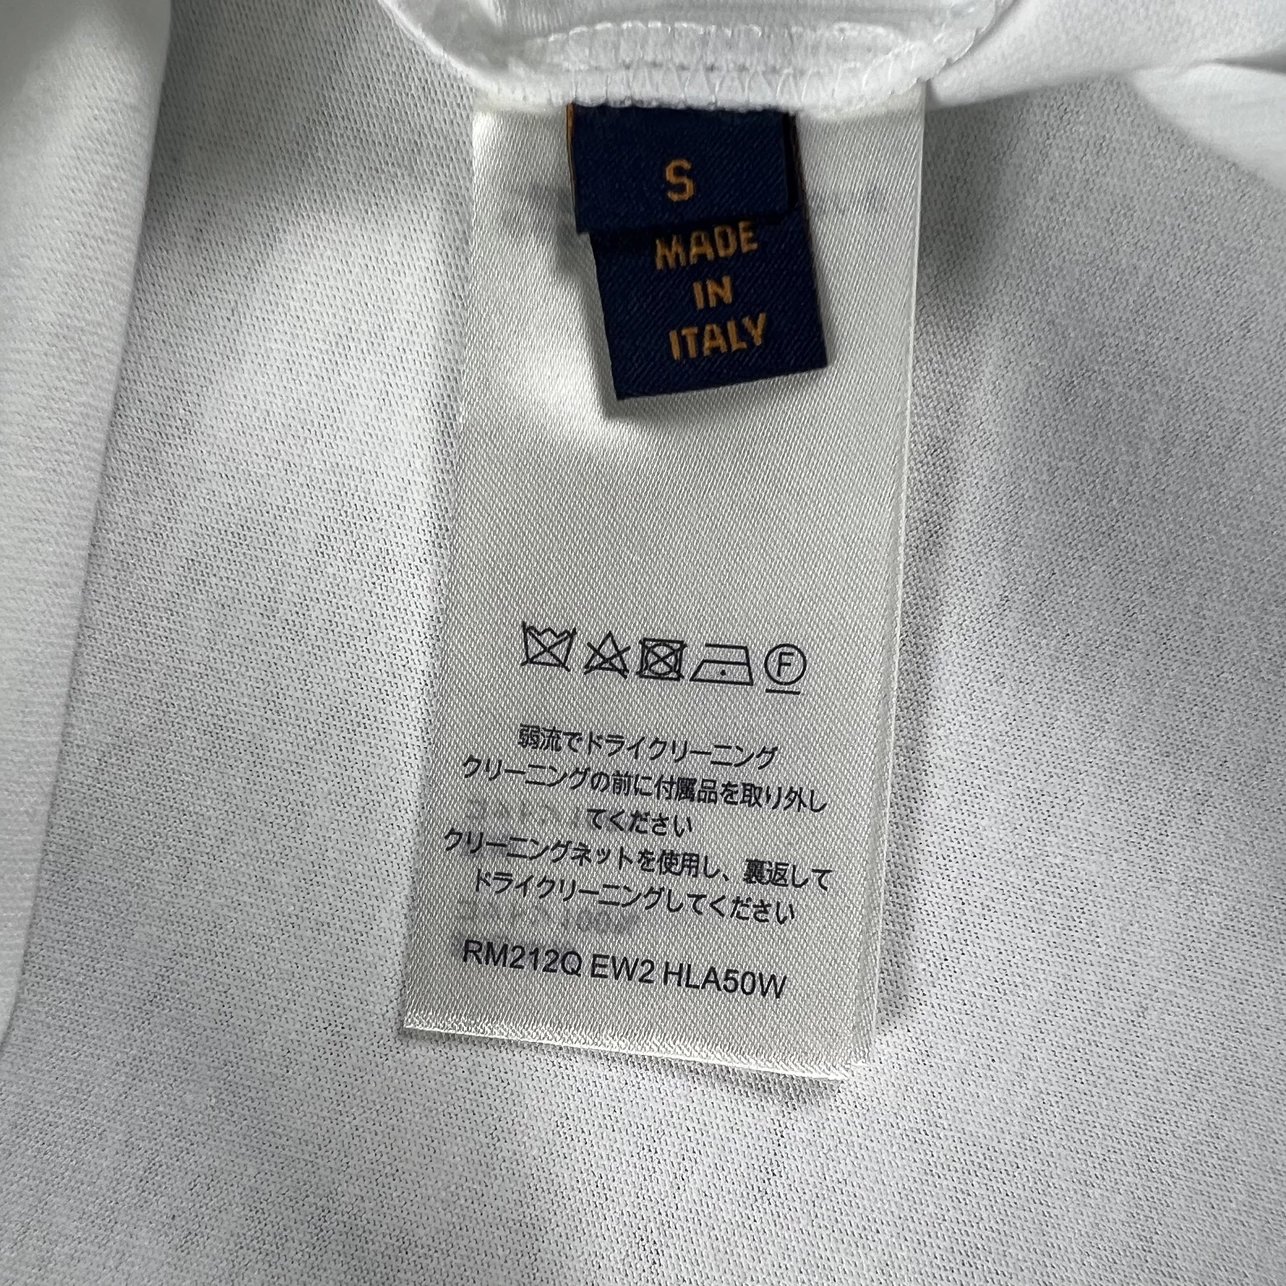 S
MADE
IN
ITALY
F
弱流でドライクリーニング
クリーニングの前に付属品を取り外し
てください
クリーニングネットを使用し、裏返して
ドライクリーニングしてください
RM212Q EW2 HLA50W